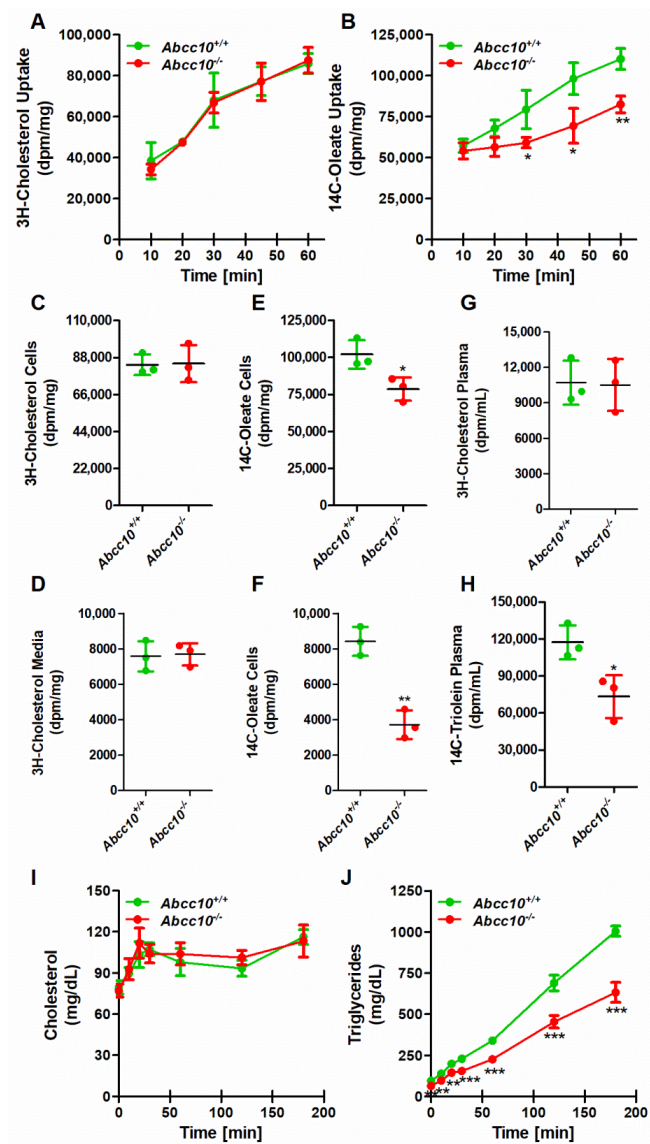 A
3H-Cholesterol Uptake
(dpm/mg)
100,000
80,000
60,000
40,000
20,000
0
Abcc10+/+
Abcc10-/-
0 10 20 30 40 50 60
Time [min]
B
14C-Oleate Uptake
(dpm/mg)
125,000
100,000
75,000
50,000
25,000
0
Abcc10+/+
Abcc10-/-
*
*
**
0 10 20 30 40 50 60
Time [min]
C
3H-Cholesterol Cells
(dpm/mg)
110,000
88,000
66,000
44,000
22,000
0
Abcc10+/+
Abcc10-/-
E
14C-Oleate Cells
(dpm/mg)
125,000
100,000
75,000
50,000
25,000
0
*
Abcc10+/+
Abcc10-/-
G
3H-Cholesterol Plasma
(dpm/mL)
15,000
12,000
9000
6000
3000
0
Abcc10+/+
Abcc10-/-
D
3H-Cholesterol Media
(dpm/mg)
10,000
8000
6000
4000
2000
0
Abcc10+/+
Abcc10-/-
F
14C-Oleate Cells
(dpm/mg)
10,000
8000
6000
4000
2000
0
**
Abcc10+/+
Abcc10-/-
H
14C-Triolein Plasma
(dpm/mL)
150,000
120,000
90,000
60,000
30,000
0
*
Abcc10+/+
Abcc10-/-
I
Cholesterol
(mg/dL)
150
120
90
60
30
0
Abcc10+/+
Abcc10-/-
0 50 100 150 200
Time [min]
J
Triglycerides
(mg/dL)
1250
1000
750
500
250
0
Abcc10+/+
Abcc10-/-
** ** ** *** *** *** ***
0 50 100 150 200
Time [min]